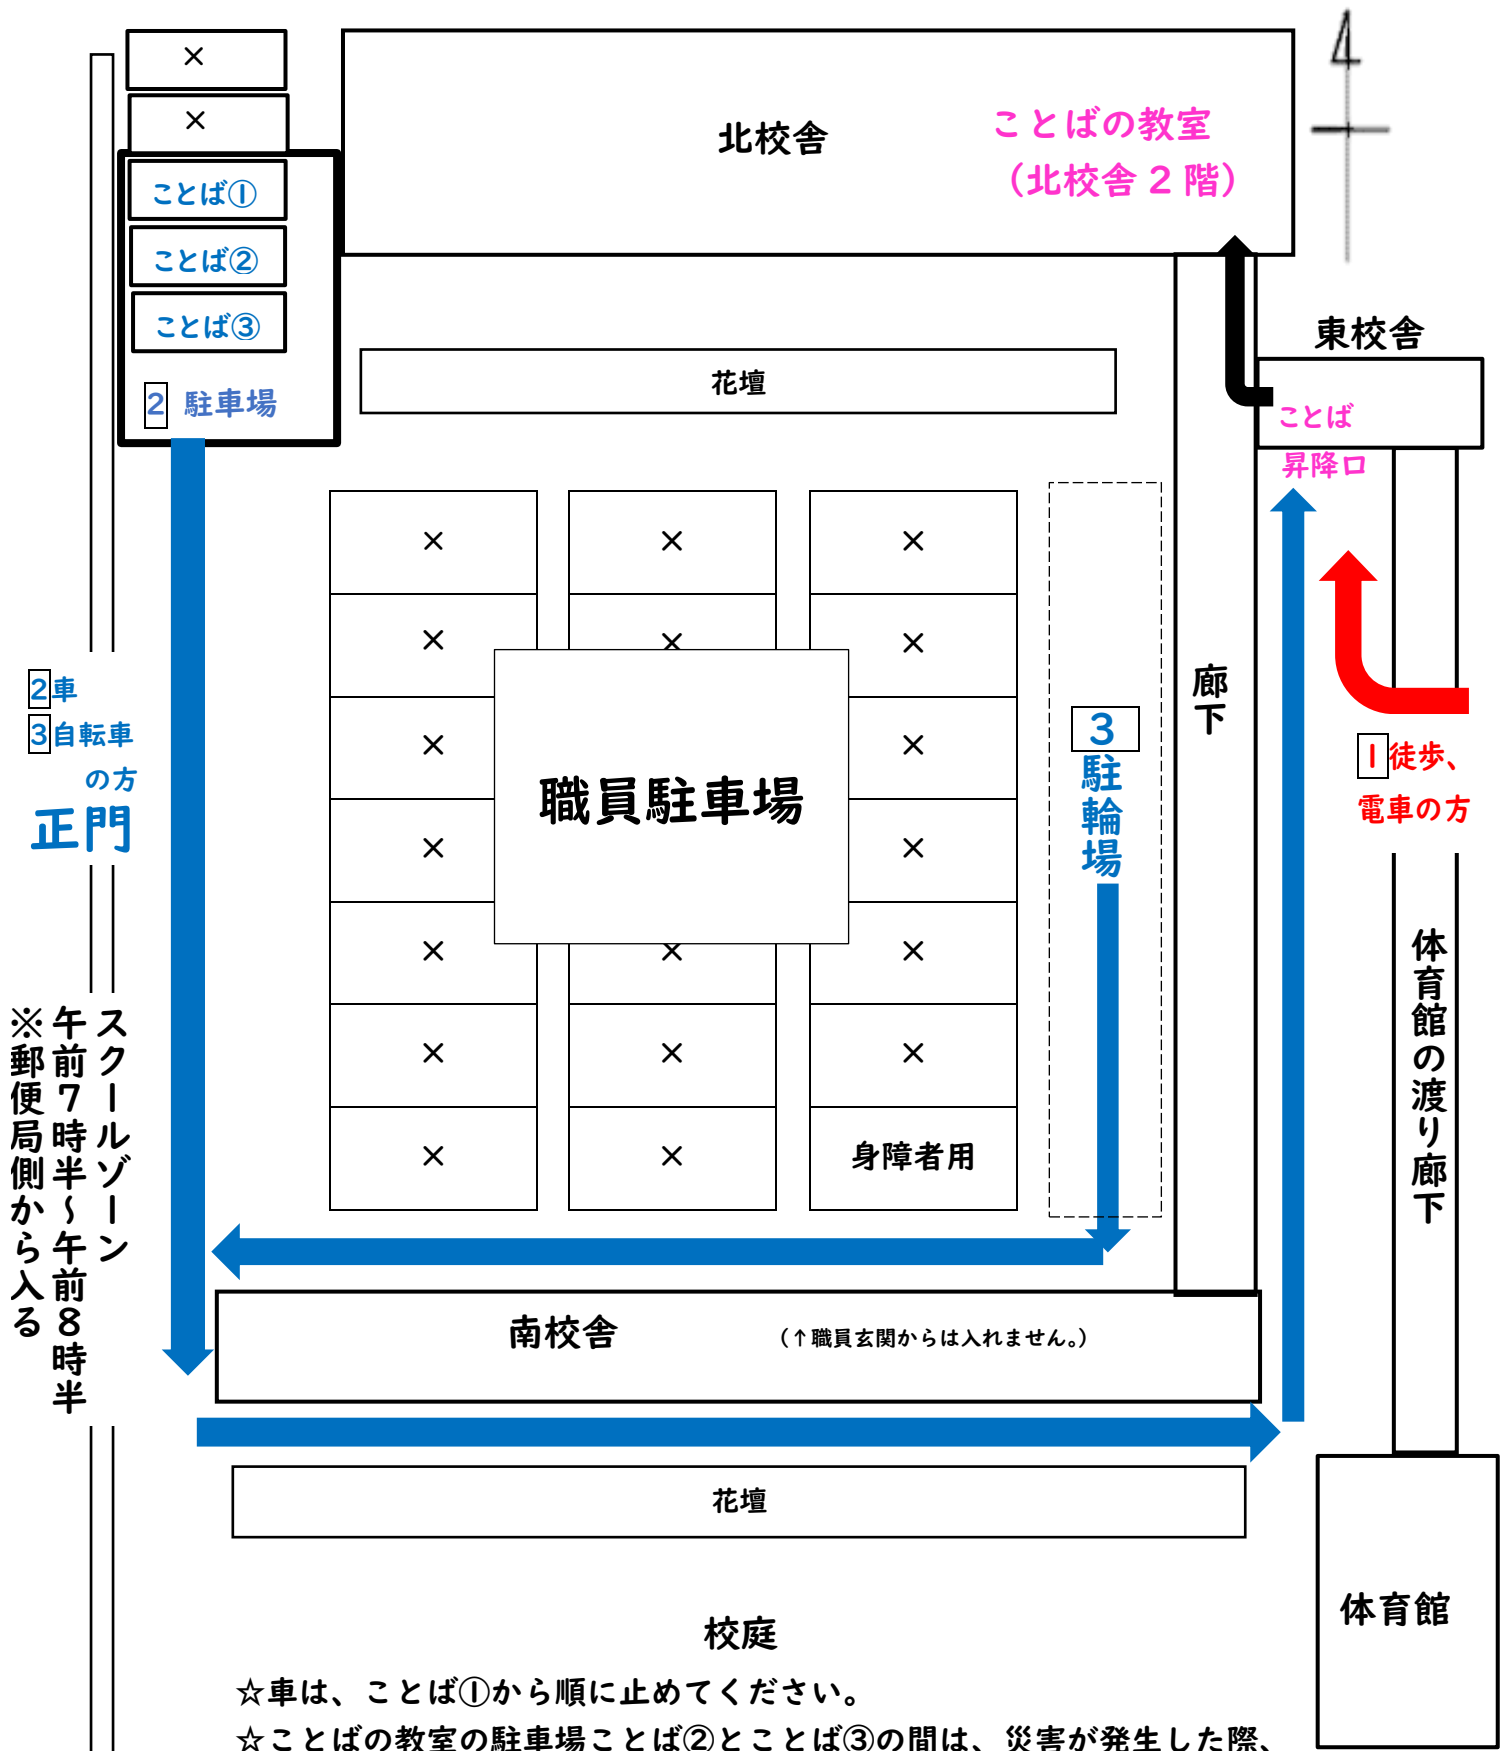 4
×
×
ことば①
ことば②
ことば③
2 駐車場
北校舎
ことばの教室
（北校舎2階）
東校舎
花壇
ことば
昇降口
× × ×
× × ×
× ×
職員駐車場
× ×
× × ×
× × ×
× × 身障者用
3
駐輪場
廊下
2車
3自転車
の方
正門
1徒歩、
電車の方
体育館の渡り廊下
スクールゾーン
午前7時半～午前8時半
※郵便局側から入る
南校舎
（↑職員玄関からは入れません。）
花壇
体育館
校庭
☆車は、ことば①から順に止めてください。
☆ことばの教室の駐車場ことば②とことば③の間は、災害が発生した際、